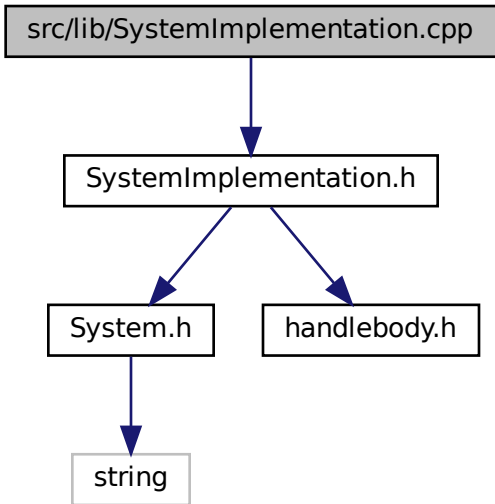 src/lib/SystemImplementation.cpp
SystemImplementation.h
System.h
handlebody.h
string